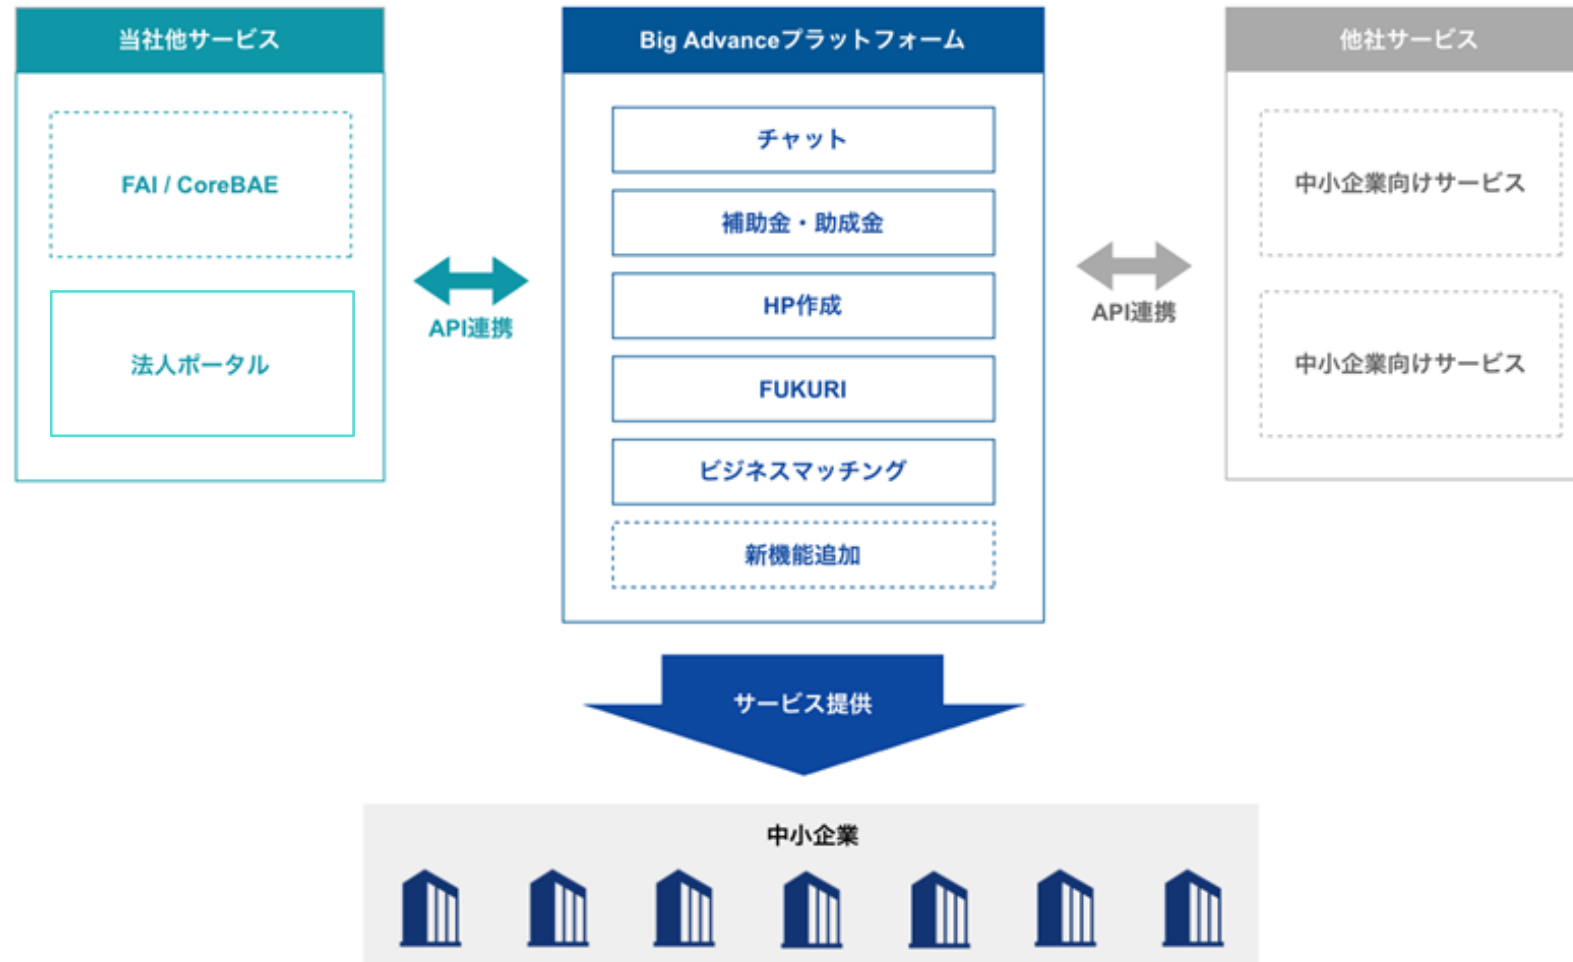 当社他サービス
FAI / CoreBAE
法人ポータル
API連携
Big Advanceプラットフォーム
チャット
補助金・助成金
HP作成
FUKURI
ビジネスマッチング
新機能追加
API連携
他社サービス
中小企業向けサービス
中小企業向けサービス
サービス提供
中小企業